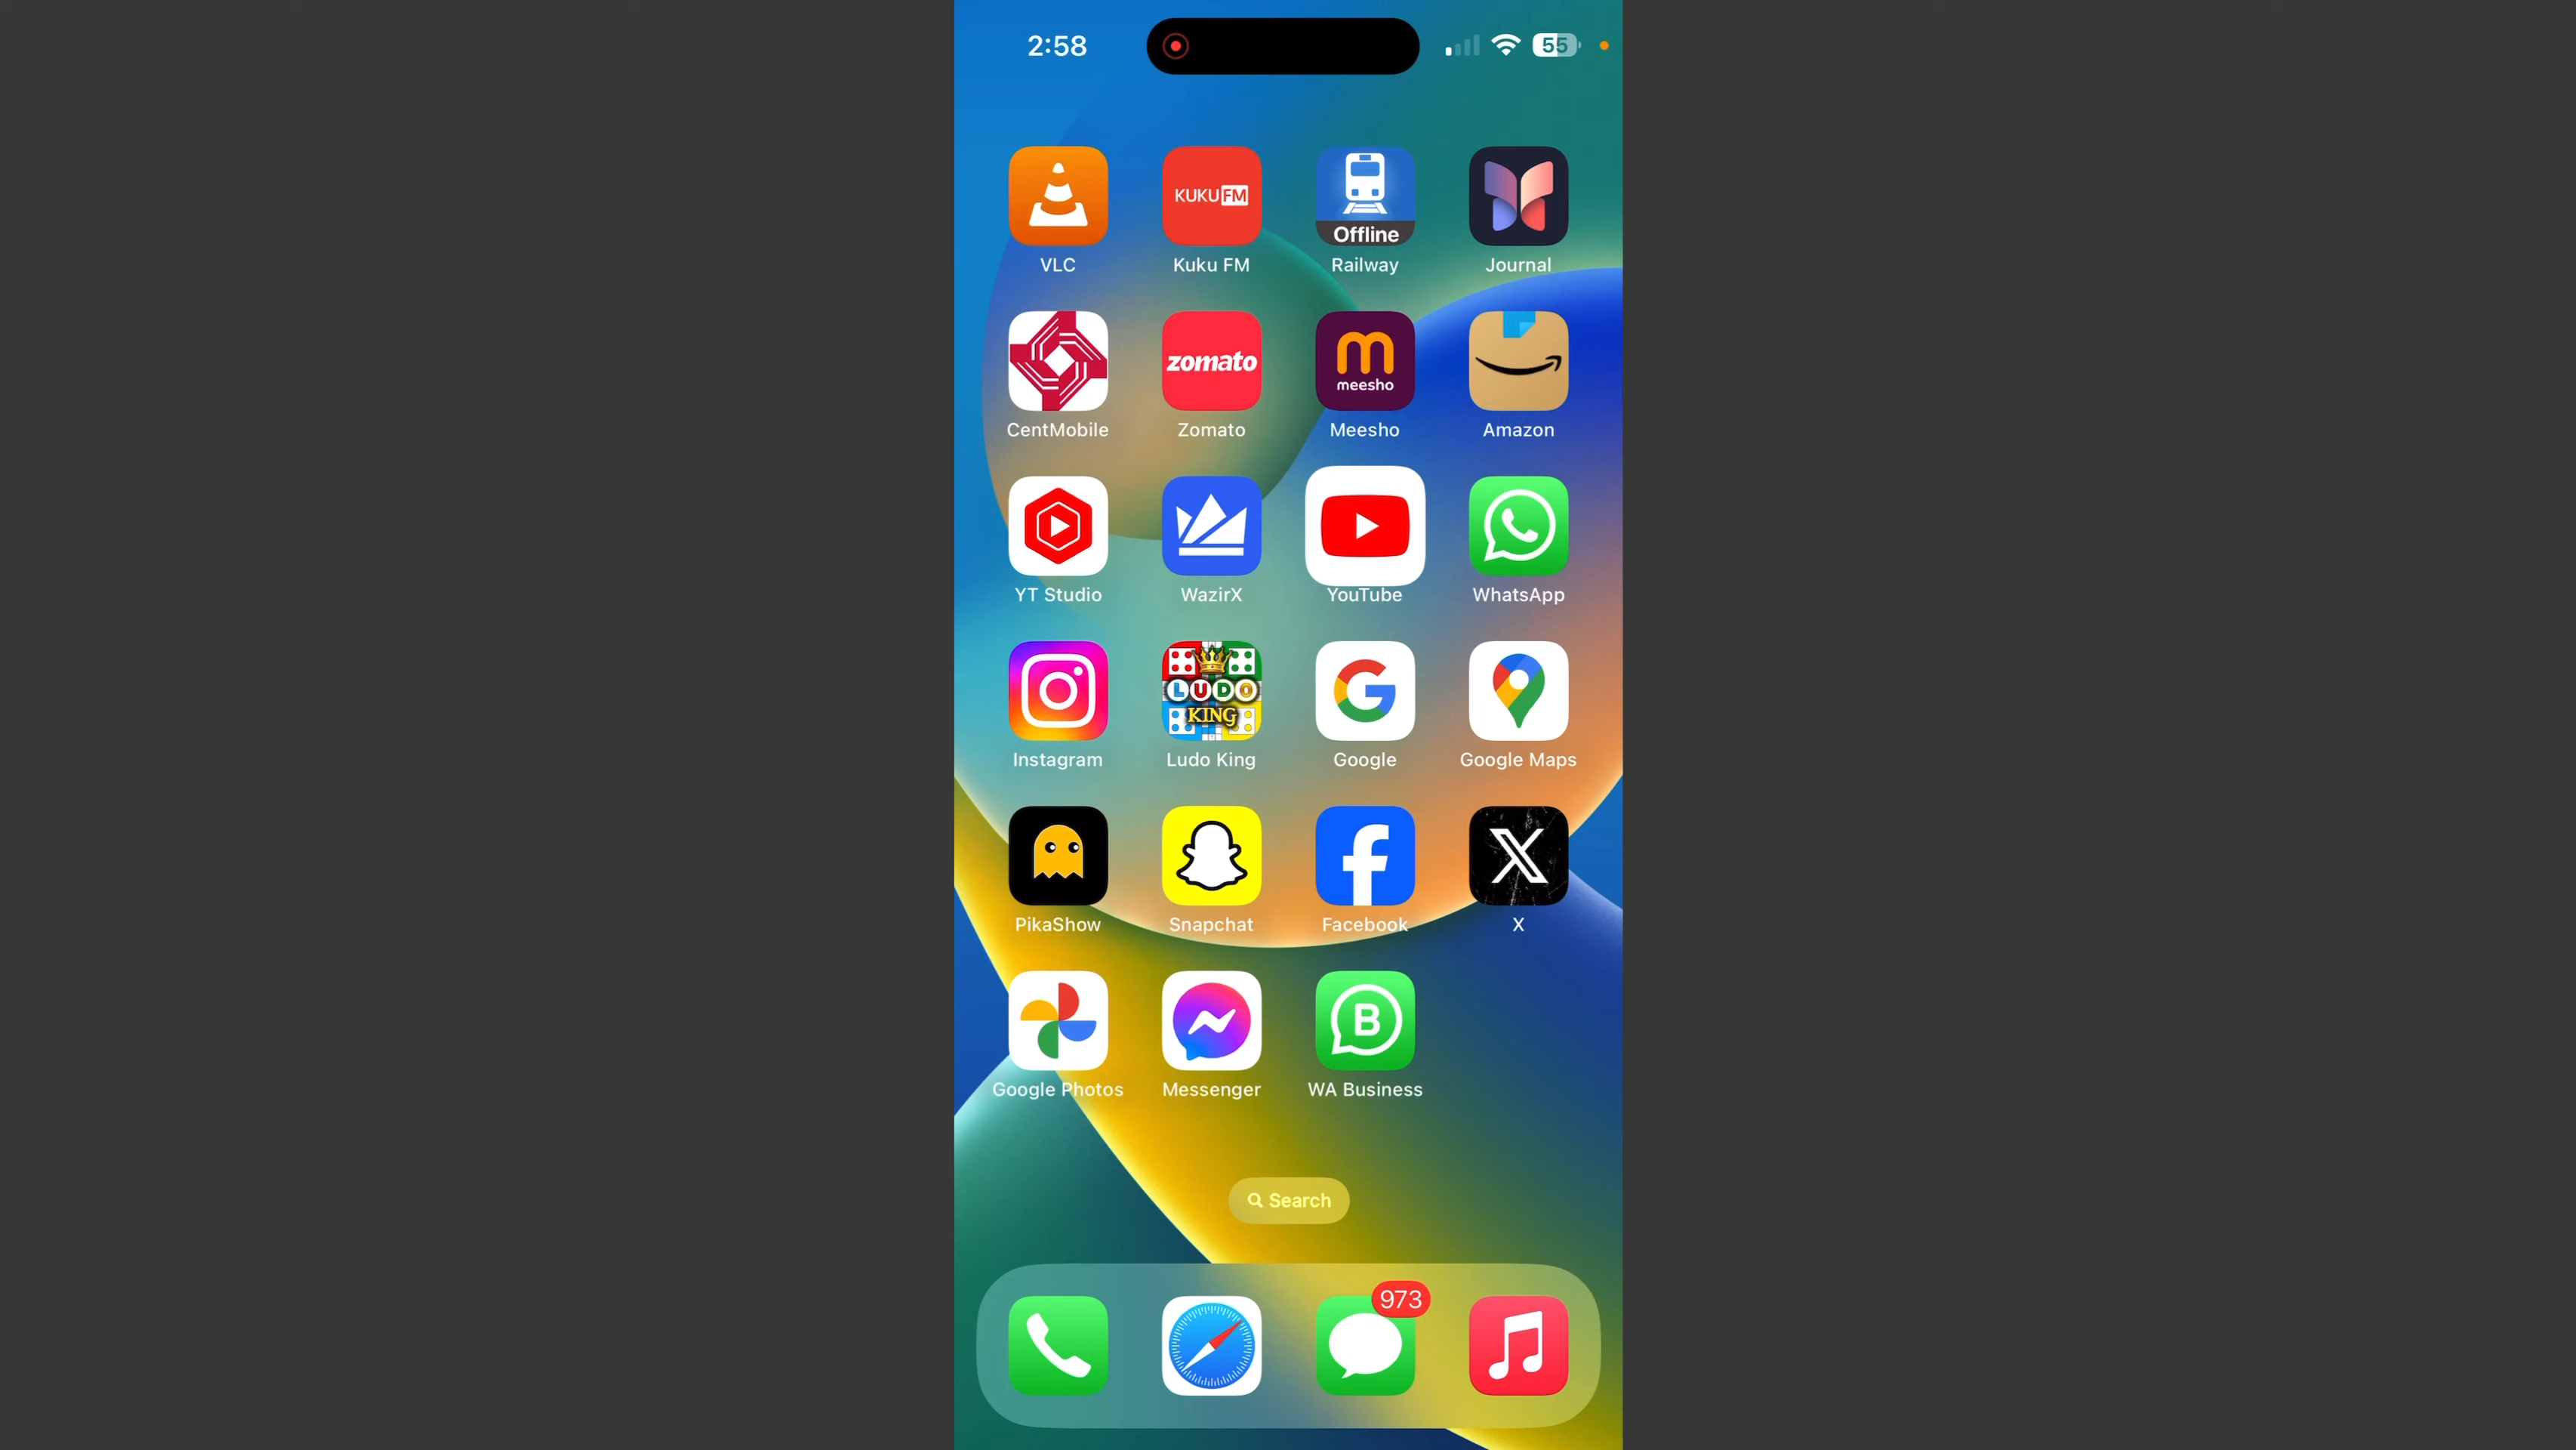 2:58
55
KUKU FM
Offline
VLC
Kuku FM
Railway
Journal
zomato
meesho
CentMobile
Zomato
Meesho
Amazon
YT Studio
WazirX
YouTube
WhatsApp
LUDO
KING
Instagram
Ludo King
Google
Google Maps
PikaShow
Snapchat
Facebook
X
B
Google Photos
Messenger
WA Business
Search
973